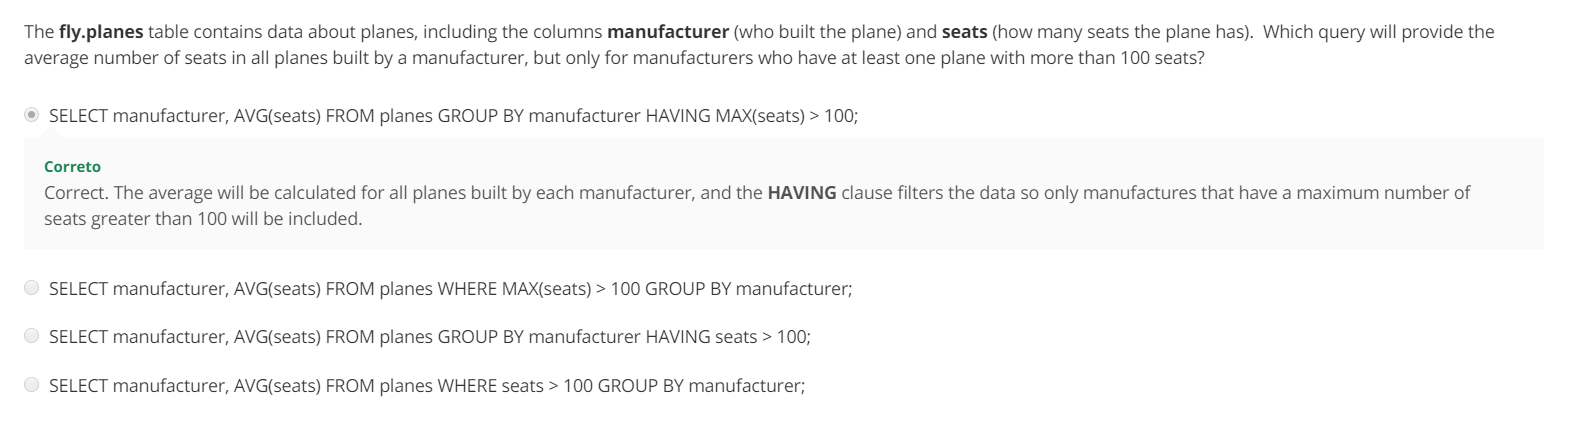 The fly.planes table contains data about planes, including the columns manufacturer (who built the plane) and seats (how many seats the plane has).  Which query will provide the
average number of seats in all planes built by a manufacturer, but only for manufacturers who have at least one plane with more than 100 seats?
SELECT manufacturer, AVG(seats) FROM planes GROUP BY manufacturer HAVING MAX(seats) > 100;
Correto
Correct. The average will be calculated for all planes built by each manufacturer, and the HAVING clause filters the data so only manufactures that have a maximum number of
seats greater than 100 will be included.
SELECT manufacturer, AVG(seats) FROM planes WHERE MAX(seats) > 100 GROUP BY manufacturer;
SELECT manufacturer, AVG(seats) FROM planes GROUP BY manufacturer HAVING seats > 100;
SELECT manufacturer, AVG(seats) FROM planes WHERE seats > 100 GROUP BY manufacturer;